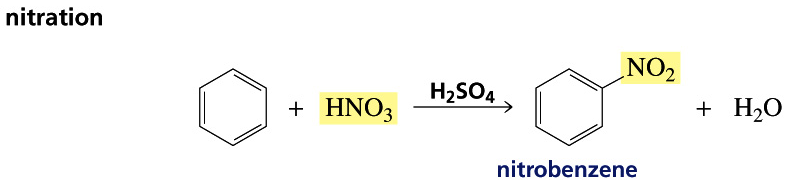 nitration
NO₂
+ HNO₃ H₂SO₄ + H₂O
nitrobenzene